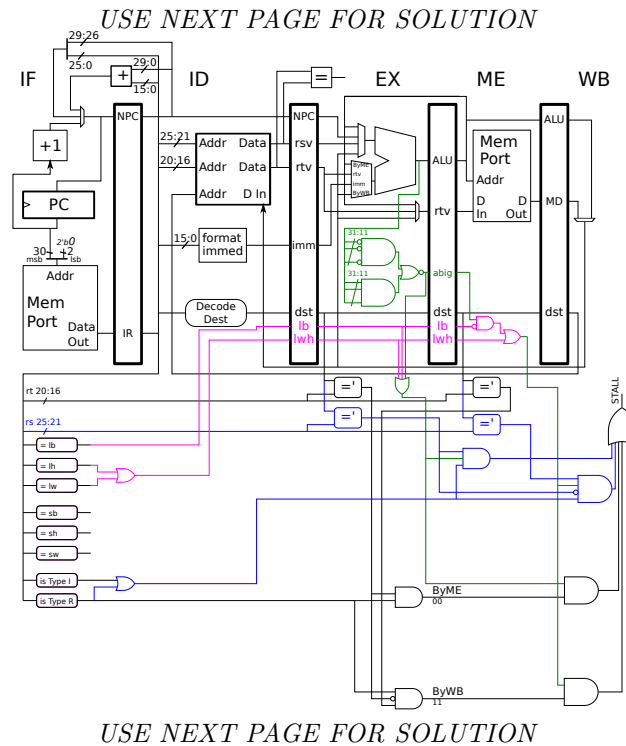 USE NEXT PAGE FOR SOLUTION
29:26
25:0
29:0
15:0
+
=
IF
ID
EX
ME
WB
NPC
NPC
ALU
+1
25:21
Addr
Data
rsv
20:16
Addr
Data
rtv
Addr
D In
ByME
rtv
imm
ByWB
ALU
Mem
Port
Addr
D
In
D
Out
MD
PC
rtv
30
2'b0
2
msb
lsb
Addr
Mem
Port
Data
Out
IR
15:0
format
immed
imm
31:11
31:11
abig
Decode
Dest
dst
dst
dst
lb
lwh
lb
lwh
rt 20:16
='
='
rs 25:21
='
='
STALL
= lb
= lh
= lw
= sb
= sh
= sw
is Type I
is Type R
ByME
00
ByWB
11
USE NEXT PAGE FOR SOLUTION